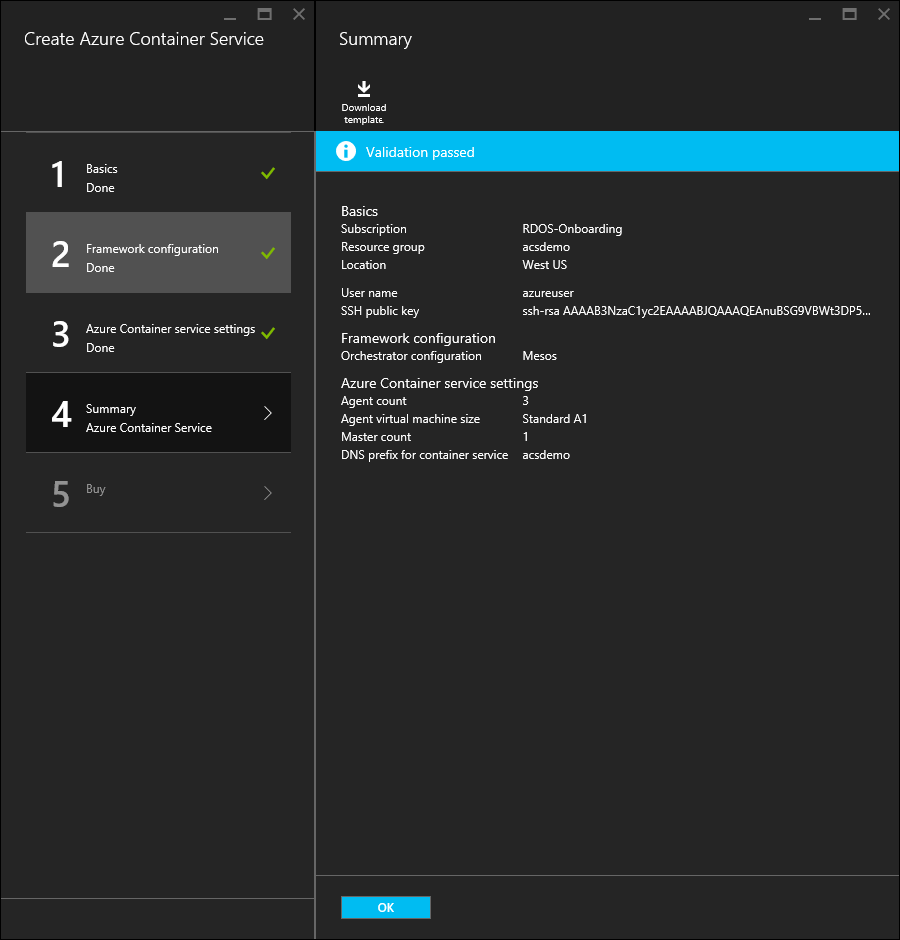 Create Azure Container Service
1
Basics
Done
2
Framework configuration
Done
3
Azure Container service settings
Done
4
Summary
Azure Container Service
5
Buy
Summary
Download
template
Validation passed
Basics
Subscription RDOS-Onboarding
Resource group acsdemo
Location West US
User name azureuser
SSH public key ssh-rsa AAAAB3NzaC1yc2EAAAABJQAAAQEAnuBSG9VBWt3DP5...
Framework configuration
Orchestrator configuration Mesos
Azure Container service settings
Agent count 3
Agent virtual machine size Standard A1
Master count 1
DNS prefix for container service acsdemo
OK